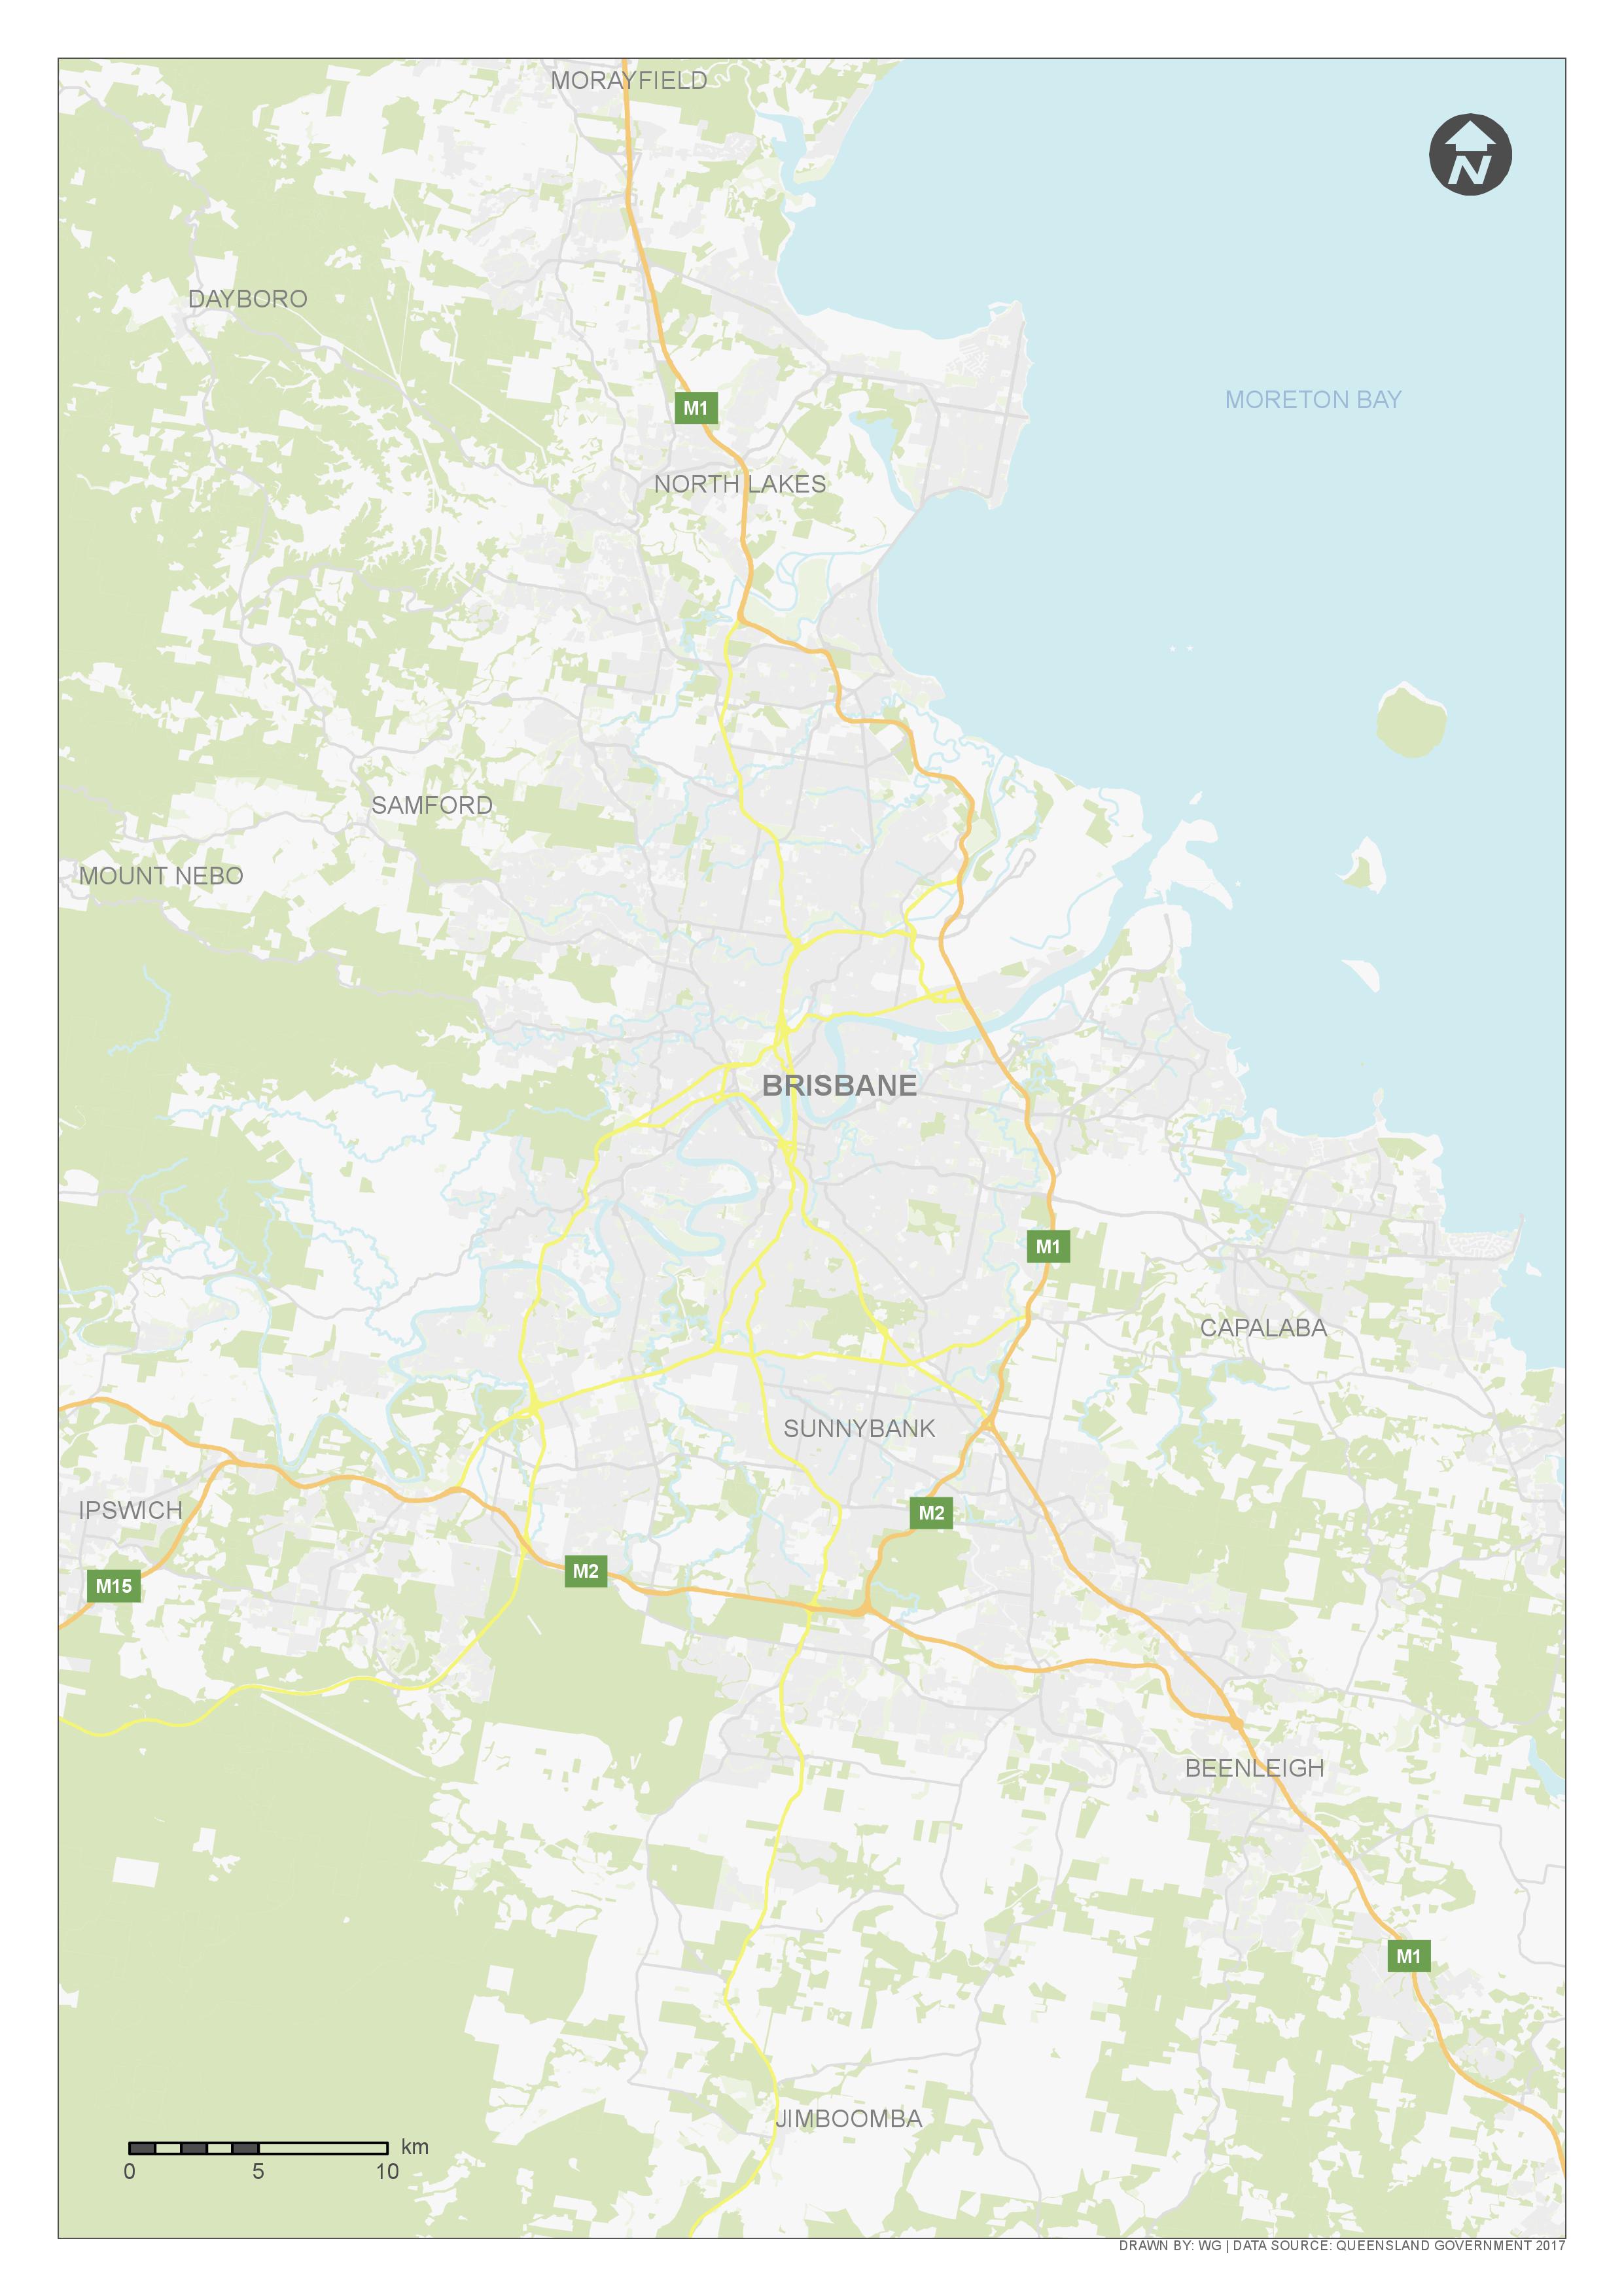 MORAYFIELD
N
DAYBORO
MORETON BAY
M1
NORTH LAKES
SAMFORD
MOUNT NEBO
BRISBANE
M1
CAPALABA
SUNNYBANK
IPSWICH
M2
M2
M15
BEENLEIGH
M1
JIMBOOMBA
km
0 5 10
DRAWN BY: WG | DATA SOURCE: QUEENSLAND GOVERNMENT 2017